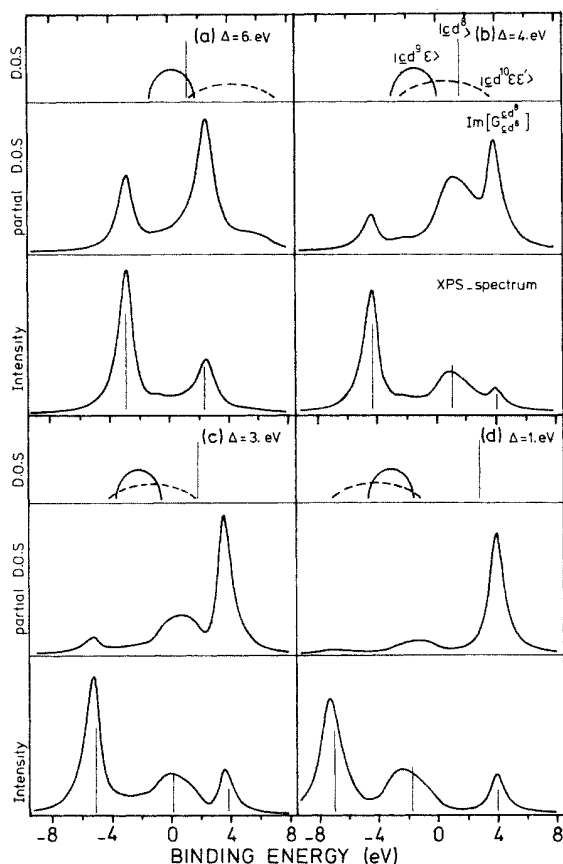 D.O.S
(a) Δ=6. eV
|c̲d⁸⟩
(b) Δ=4. eV
|c̲d⁹ε⟩
|c̲d¹⁰εε'⟩
partial D.O.S
Im[G c̲d⁸ c̲d⁸]
Intensity
XPS_spectrum
D.O.S
(c) Δ=3. eV
(d) Δ=1. eV
partial D.O.S
Intensity
-8 -4 0 4 8
-8 -4 0 4 8
BINDING ENERGY (eV)